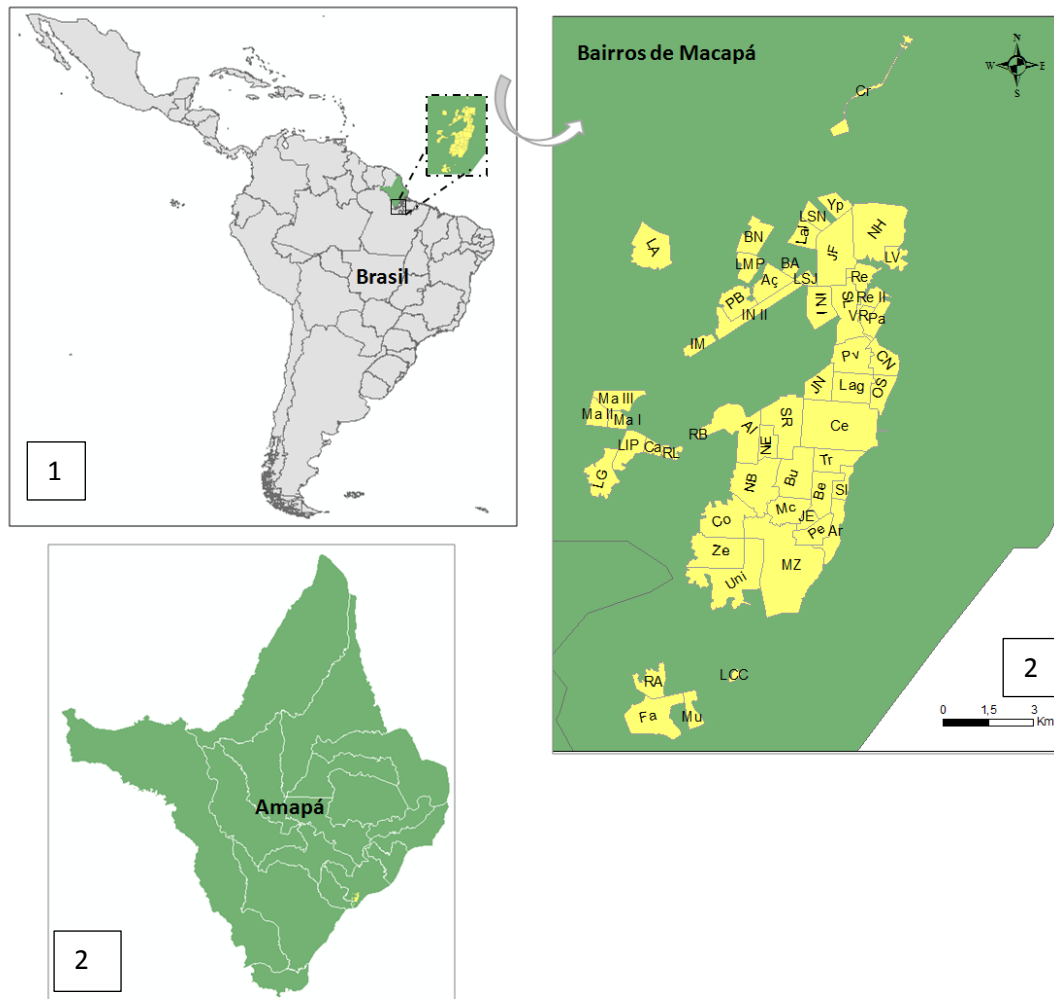 Brasil
1
Bairros de Macapá
N
W E
S
Cr
Yp
LSN
Lal
NH
BN
LA
JF
LV
LMP
BA
Aç
LSJ
Re
PB
IN I
SL
Re II
IN II
VR
Pa
IM
Pv
CN
JN
Lag
SO
Ma III
Ma II
Ma I
SR
Ce
RB
Al
NE
LIP
Ca
RL
Tr
LG
NB
Bu
Be
SI
Mc
JE
Co
Pe
Ar
Ze
MZ
Uni
LCC
RA
Fa
Mu
2
0 1,5 3
Km
Amapá
2